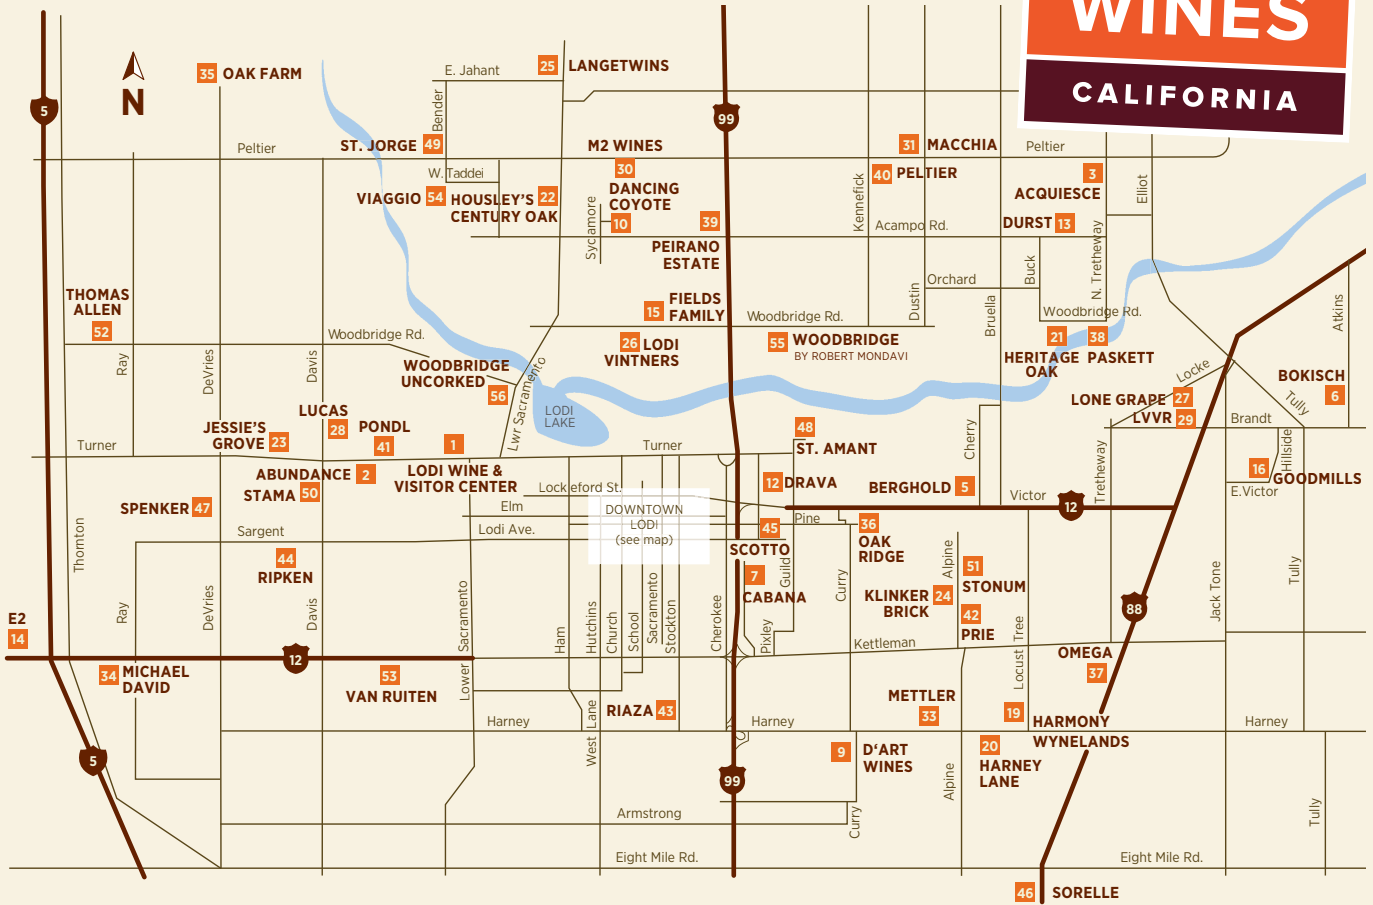 WINES
CALIFORNIA
N
5
35 OAK FARM
E. Jahant
25 LANGETWINS
99
Bender
Peltier
ST. JORGE 49
M2 WINES
30
31 MACCHIA
Peltier
W. Taddei
40 PELTIER
3
ACQUIESCE
Elliot
VIAGGIO 54
HOUSLEY'S 22
CENTURY OAK
DANCING
COYOTE
10
Sycamore
39
PEIRANO
ESTATE
Kennefick
Acampo Rd.
DURST 13
N. Tretheway
Buck
Orchard
Dustin
Bruella
THOMAS
ALLEN
52
15 FIELDS
FAMILY
Woodbridge Rd.
Woodbridge Rd.
Woodbridge Rd.
Atkins
26 LODI
VINTNERS
55 WOODBRIDGE
BY ROBERT MONDAVI
21 38
HERITAGE
OAK
PASKETT
Ray
DeVries
Davis
WOODBRIDGE
UNCORKED
56
Lwr Sacramento
LODI
LAKE
Locke
Tully
BOKISCH
6
LONE GRAPE 27
LVVR 29
Brandt
LUCAS
28
PONDL
41
JESSIE'S
GROVE 23
Turner
1
LODI WINE &
VISITOR CENTER
Turner
48
ST. AMANT
Cherry
Tretheway
Hillside
16
GOODMILLS
E.Victor
ABUNDANCE 2
STAMA 50
SPENKER 47
12 DRAVA
BERGHOLD 5
Victor
12
Lockeford St.
Elm
Lodi Ave.
DOWNTOWN
LODI
(see map)
Pine
45
SCOTTO
36
OAK
RIDGE
Thornton
Sargent
44
RIPKEN
7
CABANA
Guild
Curry
Alpine
51
STONUM
KLINKER 24
BRICK
42
PRIE
Tully
Jack Tone
88
E2
14
Ray
DeVries
Davis
Lower Sacramento
Ham
Hutchins
Church
School
Sacramento
Stockton
Cherokee
Pixley
Kettleman
Locust Tree
OMEGA
37
12
34 MICHAEL
DAVID
53
VAN RUITEN
RIAZA 43
METTLER
33
19
HARMONY
WYNELANDS
Harney
West Lane
Harney
Harney
5
99
9 D'ART
WINES
20
HARNEY
LANE
Alpine
Armstrong
Curry
Tully
Eight Mile Rd.
Eight Mile Rd.
46 SORELLE